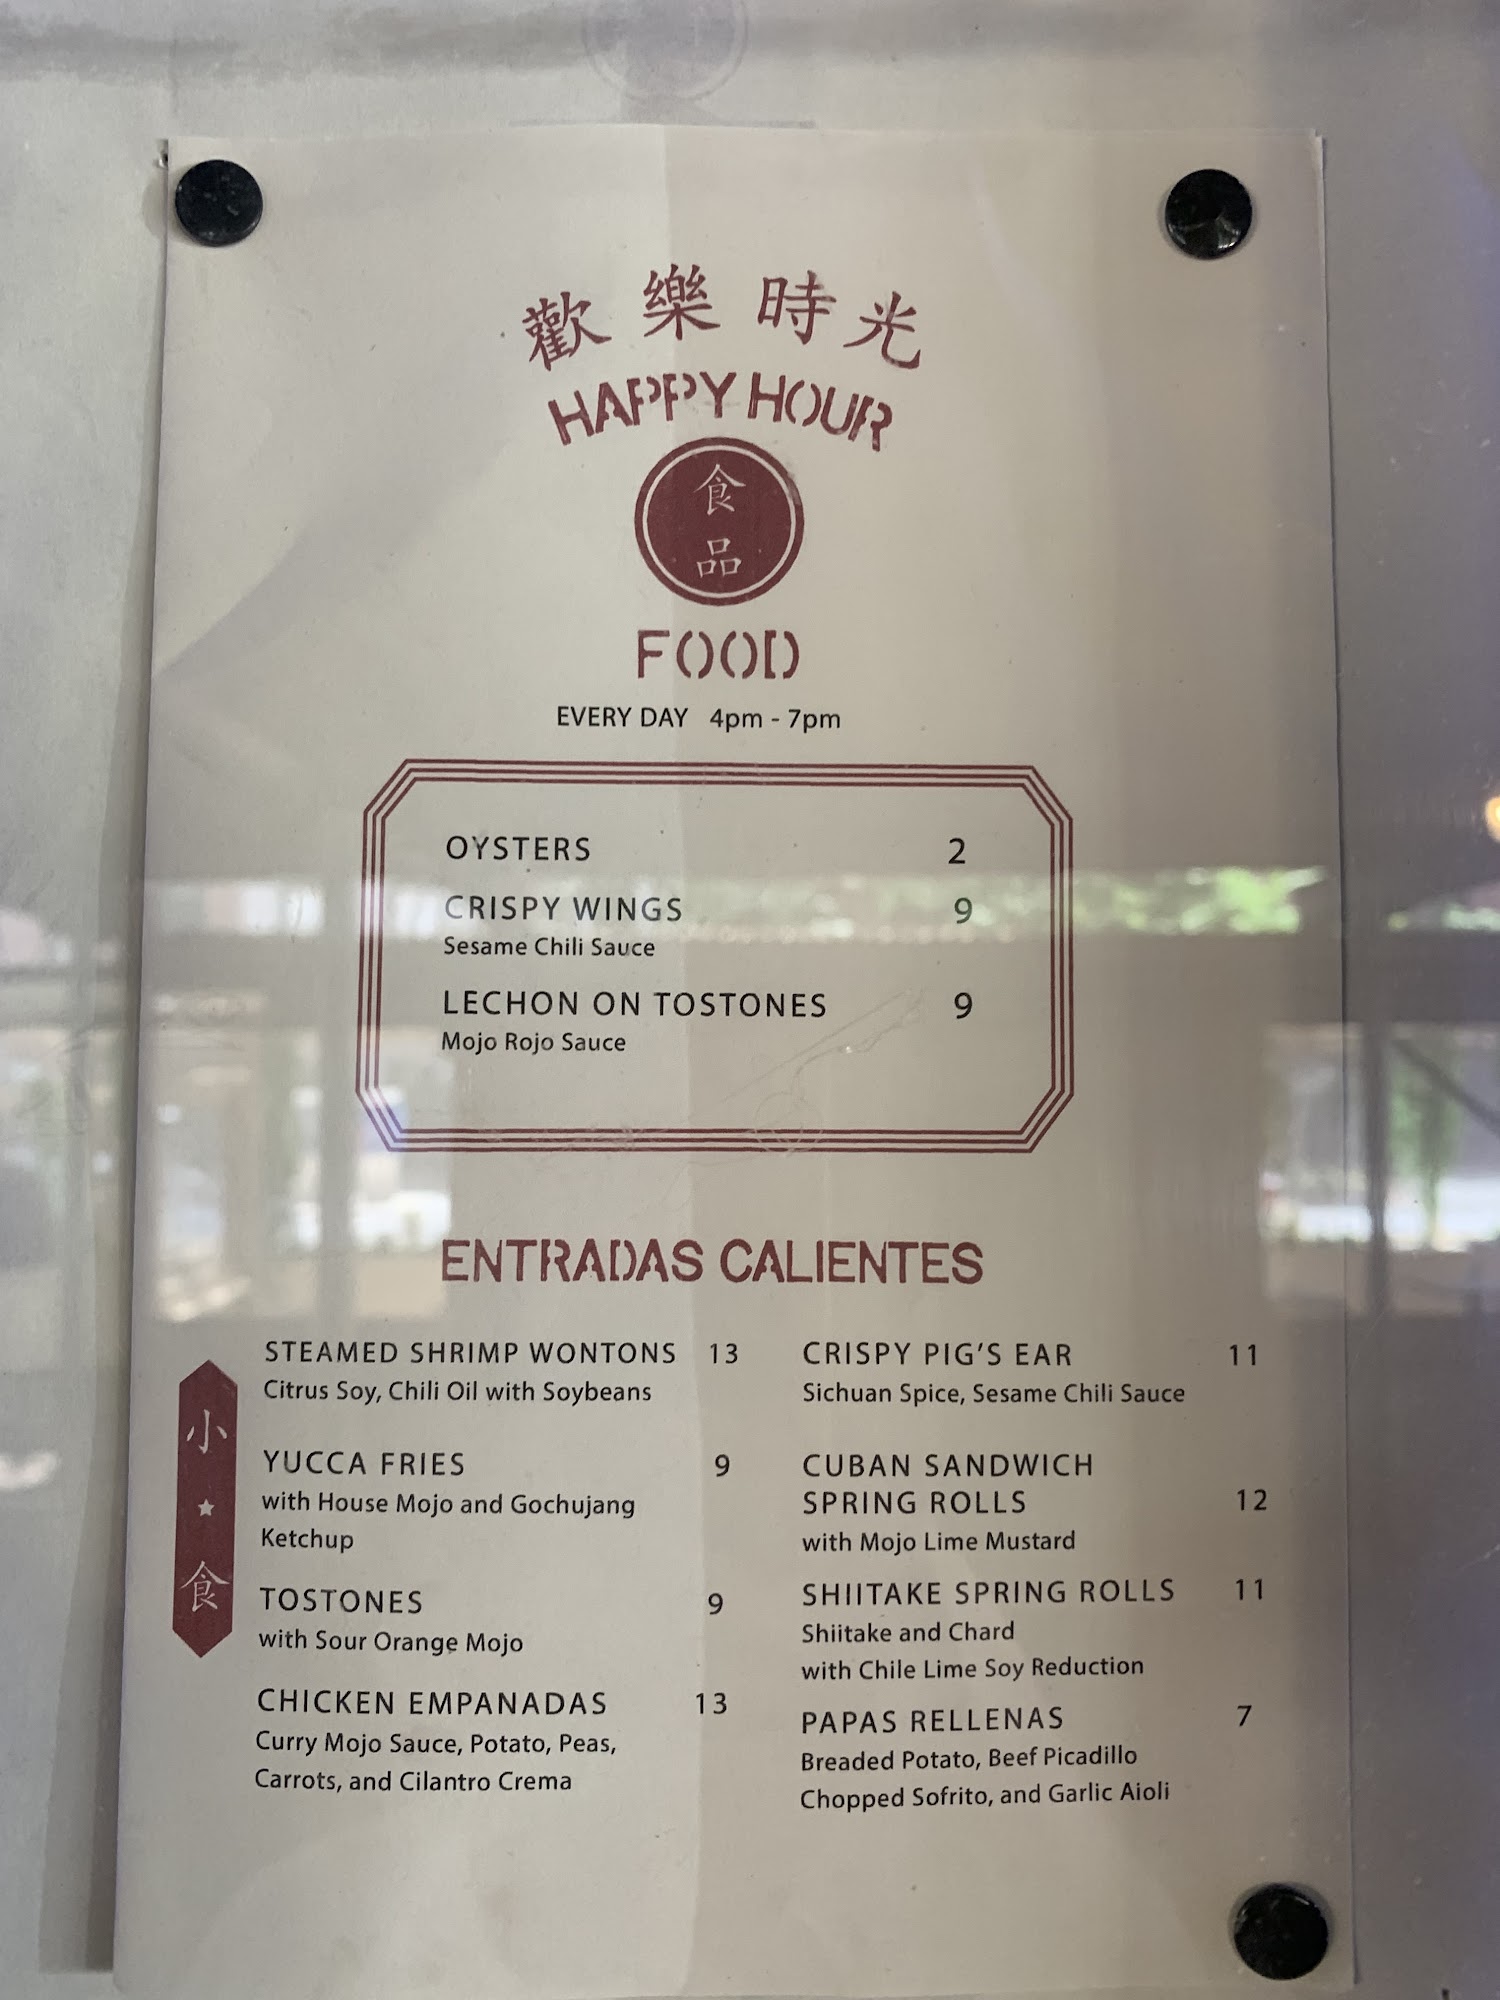 歡樂時光
HAPPY HOUR
食
品
FOOD
EVERY DAY 4pm - 7pm
OYSTERS 2
CRISPY WINGS 9
Sesame Chili Sauce
LECHON ON TOSTONES 9
Mojo Rojo Sauce
ENTRADAS CALIENTES
小
食
STEAMED SHRIMP WONTONS 13
Citrus Soy, Chili Oil with Soybeans
YUCCA FRIES 9
with House Mojo and Gochujang
Ketchup
TOSTONES 9
with Sour Orange Mojo
CHICKEN EMPANADAS 13
Curry Mojo Sauce, Potato, Peas,
Carrots, and Cilantro Crema
CRISPY PIG'S EAR 11
Sichuan Spice, Sesame Chili Sauce
CUBAN SANDWICH
SPRING ROLLS 12
with Mojo Lime Mustard
SHIITAKE SPRING ROLLS 11
Shiitake and Chard
with Chile Lime Soy Reduction
PAPAS RELLENAS 7
Breaded Potato, Beef Picadillo
Chopped Sofrito, and Garlic Aioli